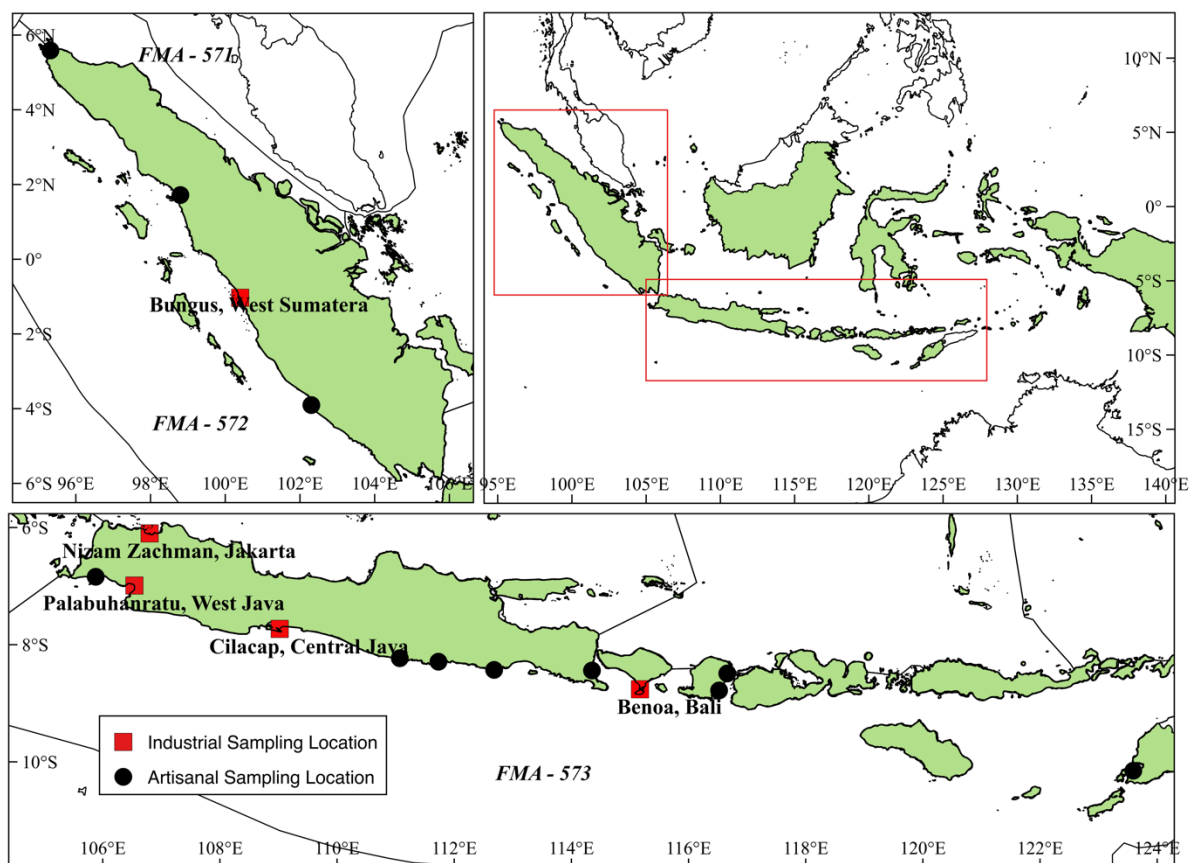 6°N
4°N
2°N
0°
2°S
4°S
6°S
FMA - 571
Bungus, West Sumatera
FMA - 572
96°E 98°E 100°E 102°E 104°E 106°E
10°N
5°N
0°
5°S
10°S
15°S
95°E 100°E 105°E 110°E 115°E 120°E 125°E 130°E 135°E 140°E
6°S
8°S
10°S
Nizam Zachman, Jakarta
Palabuhanratu, West Java
Cilacap, Central Java
Benoa, Bali
FMA - 573
Industrial Sampling Location
Artisanal Sampling Location
106°E 108°E 110°E 112°E 114°E 116°E 118°E 120°E 122°E 124°E